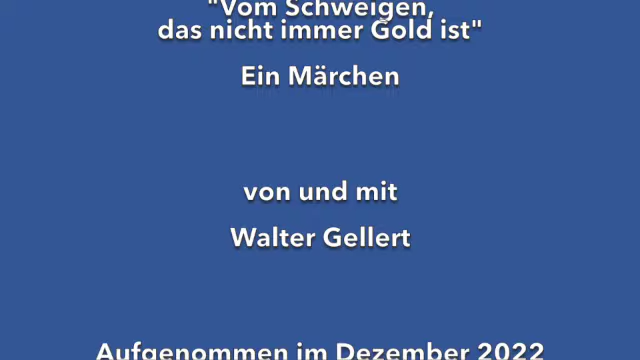 "Vom Schweigen,
das nicht immer Gold ist"
Ein Märchen
von und mit
Walter Gellert
Aufgenommen im Dezember 2022